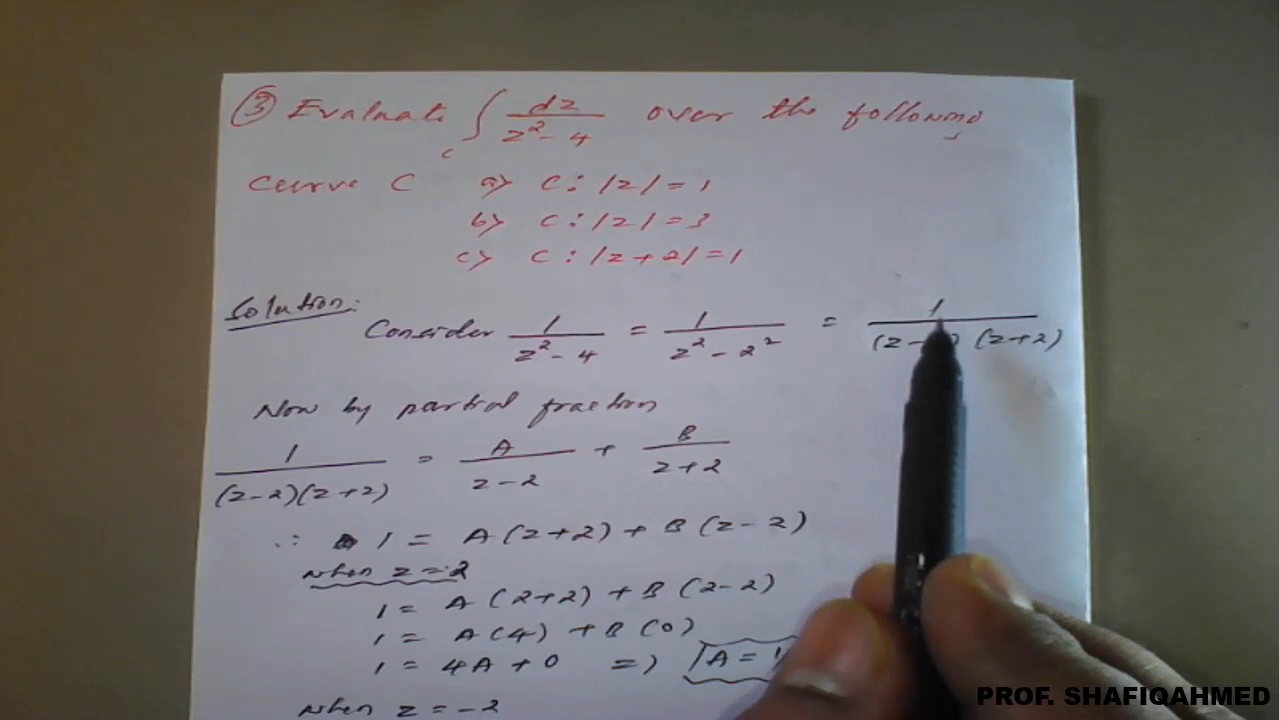 ③ Evaluate ∫_C dz/(z² - 4) over the following
curve C a) C : |z| = 1
b) C : |z| = 3
c) C : |z + 2| = 1
Solution:
Consider 1/(z² - 4) = 1/(z² - 2²) = 1/((z - ) (z + 2))
Now by partial fraction
1/((z - 2)(z + 2)) = A/(z - 2) + B/(z + 2)
∴ 1 = A(z + 2) + B(z - 2)
when z = 2
1 = A(2 + 2) + B(2 - 2)
1 = A(4) + B(0)
1 = 4A + 0 ⇒ A = 1
when z = -2
PROF. SHAFIQAHMED